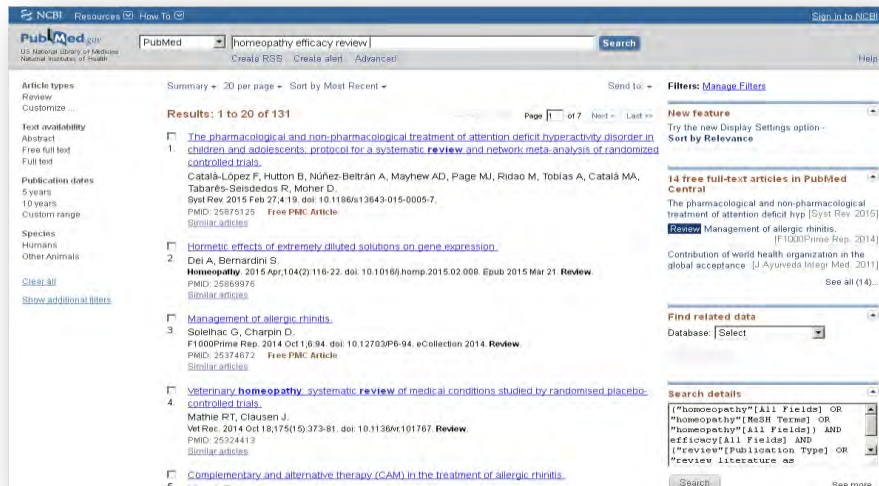 NCBI Resources How To Sign in to NCBI
PubMed.gov
US National Library of Medicine
National Institutes of Health
PubMed homeopathy efficacy review Search
Create RSS Create alert Advanced Help
Article types
Review
Customize ...
Text availability
Abstract
Free full text
Full text
Publication dates
5 years
10 years
Custom range...
Species
Humans
Other Animals
Clear all
Show additional filters
Summary 20 per page Sort by Most Recent Send to:
Results: 1 to 20 of 131
Page 1 of 7 Next > Last >>
1. The pharmacological and non-pharmacological treatment of attention deficit hyperactivity disorder in
children and adolescents: protocol for a systematic review and network meta-analysis of randomized
controlled trials.
Catalá-López F, Hutton B, Núñez-Beltrán A, Mayhew AD, Page MJ, Ridao M, Tobías A, Catalá MA,
Tabarés-Seisdedos R, Moher D.
Syst Rev. 2015 Feb 27;4:19. doi: 10.1186/s13643-015-0005-7.
PMID: 25875125 Free PMC Article
Similar articles
2. Hormetic effects of extremely diluted solutions on gene expression.
Dei A, Bernardini S.
Homeopathy. 2015 Apr;104(2):116-22. doi: 10.1016/j.homp.2015.02.008. Epub 2015 Mar 21. Review.
PMID: 25869976
Similar articles
3. Management of allergic rhinitis.
Solelhac G, Charpin D.
F1000Prime Rep. 2014 Oct 1;6:94. doi: 10.12703/P6-94. eCollection 2014. Review.
PMID: 25374672 Free PMC Article
Similar articles
4. Veterinary homeopathy: systematic review of medical conditions studied by randomised placebo-
controlled trials.
Mathie RT, Clausen J.
Vet Rec. 2014 Oct 18;175(15):373-81. doi: 10.1136/vr.101767. Review.
PMID: 25324413
Similar articles
Complementary and alternative therapy (CAM) in the treatment of allergic rhinitis.
Filters: Manage Filters
New feature
Try the new Display Settings option -
Sort by Relevance
14 free full-text articles in PubMed
Central
The pharmacological and non-pharmacological
treatment of attention deficit hyp [Syst Rev. 2015]
Review Management of allergic rhinitis.
[F1000Prime Rep. 2014]
Contribution of world health organization in the
global acceptance [J Ayurveda Integr Med. 2011]
See all (14)...
Find related data
Database: Select
Search details
("homoeopathy"[All Fields] OR
"homeopathy"[MeSH Terms] OR
"homeopathy"[All Fields]) AND
efficacy[All Fields] AND
("review"[Publication Type] OR
"review literature as
Search See more...